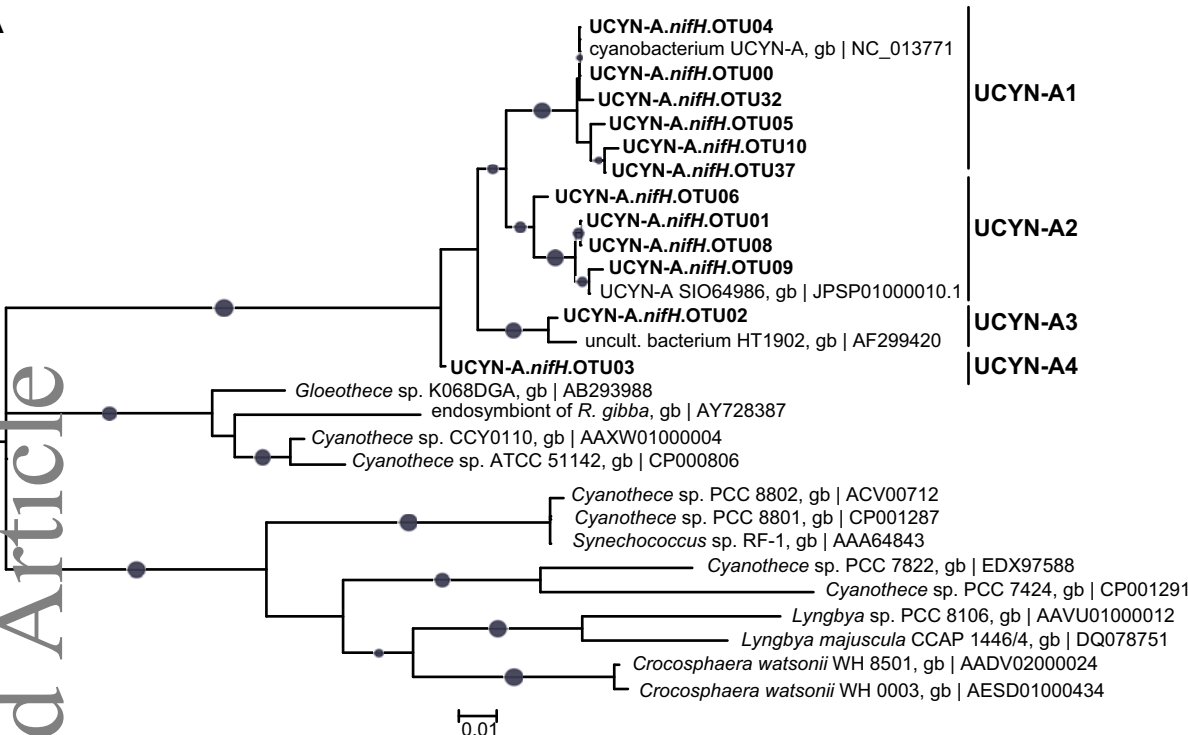 UCYN-A.nifH.OTU04
cyanobacterium UCYN-A, gb | NC_013771
UCYN-A.nifH.OTU00
UCYN-A.nifH.OTU32
UCYN-A.nifH.OTU05
UCYN-A.nifH.OTU10
UCYN-A.nifH.OTU37
UCYN-A1
UCYN-A.nifH.OTU06
UCYN-A.nifH.OTU01
UCYN-A.nifH.OTU08
UCYN-A.nifH.OTU09
UCYN-A SIO64986, gb | JPSP01000010.1
UCYN-A2
UCYN-A.nifH.OTU02
uncult. bacterium HT1902, gb | AF299420
UCYN-A3
UCYN-A.nifH.OTU03
UCYN-A4
Gloeothece sp. K068DGA, gb | AB293988
endosymbiont of R. gibba, gb | AY728387
Cyanothece sp. CCY0110, gb | AAXW01000004
Cyanothece sp. ATCC 51142, gb | CP000806
Cyanothece sp. PCC 8802, gb | ACV00712
Cyanothece sp. PCC 8801, gb | CP001287
Synechococcus sp. RF-1, gb | AAA64843
Cyanothece sp. PCC 7822, gb | EDX97588
Cyanothece sp. PCC 7424, gb | CP001291
Lyngbya sp. PCC 8106, gb | AAVU01000012
Lyngbya majuscula CCAP 1446/4, gb | DQ078751
Crocosphaera watsonii WH 8501, gb | AADV02000024
Crocosphaera watsonii WH 0003, gb | AESD01000434
0.01
d Article